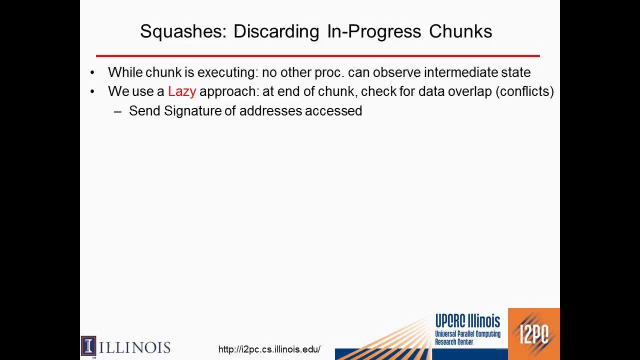 Squashes: Discarding In-Progress Chunks
• While chunk is executing: no other proc. can observe intermediate state
• We use a Lazy approach: at end of chunk, check for data overlap (conflicts)
– Send Signature of addresses accessed
I ILLINOIS
http://i2pc.cs.illinois.edu/
UPCRC Illinois
Universal Parallel Computing
Research Center
I2PC